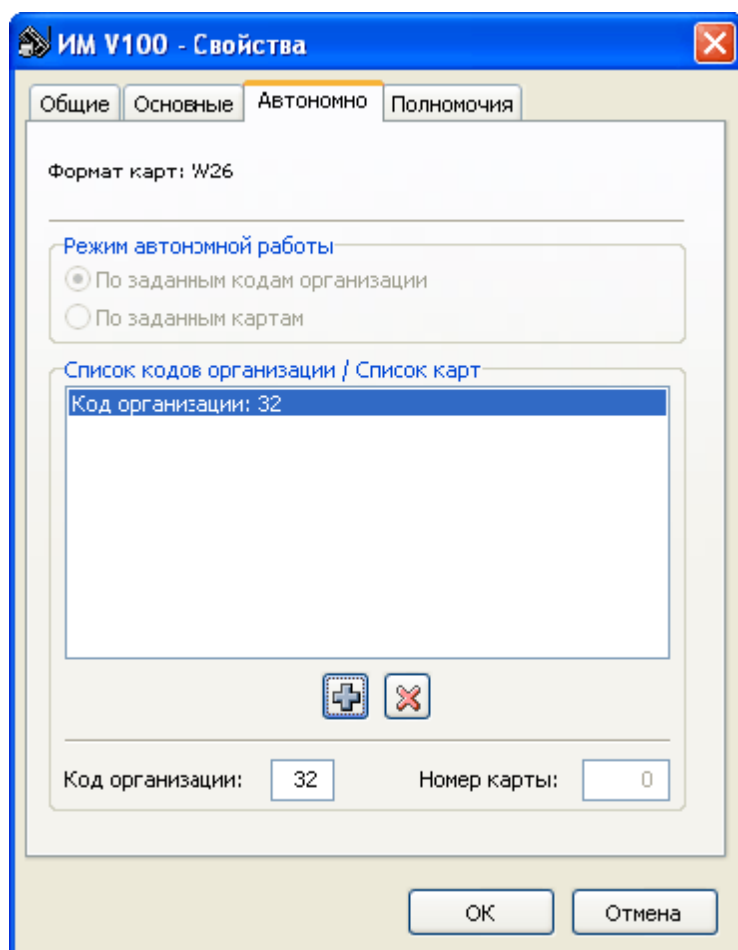 ИМ V100 - Свойства
Общие Основные Автономно Полномочия
Формат карт: W26
Режим автономной работы
По заданным кодам организации
По заданным картам
Список кодов организации / Список карт
Код организации: 32
Код организации: 32 Номер карты: 0
ОК Отмена